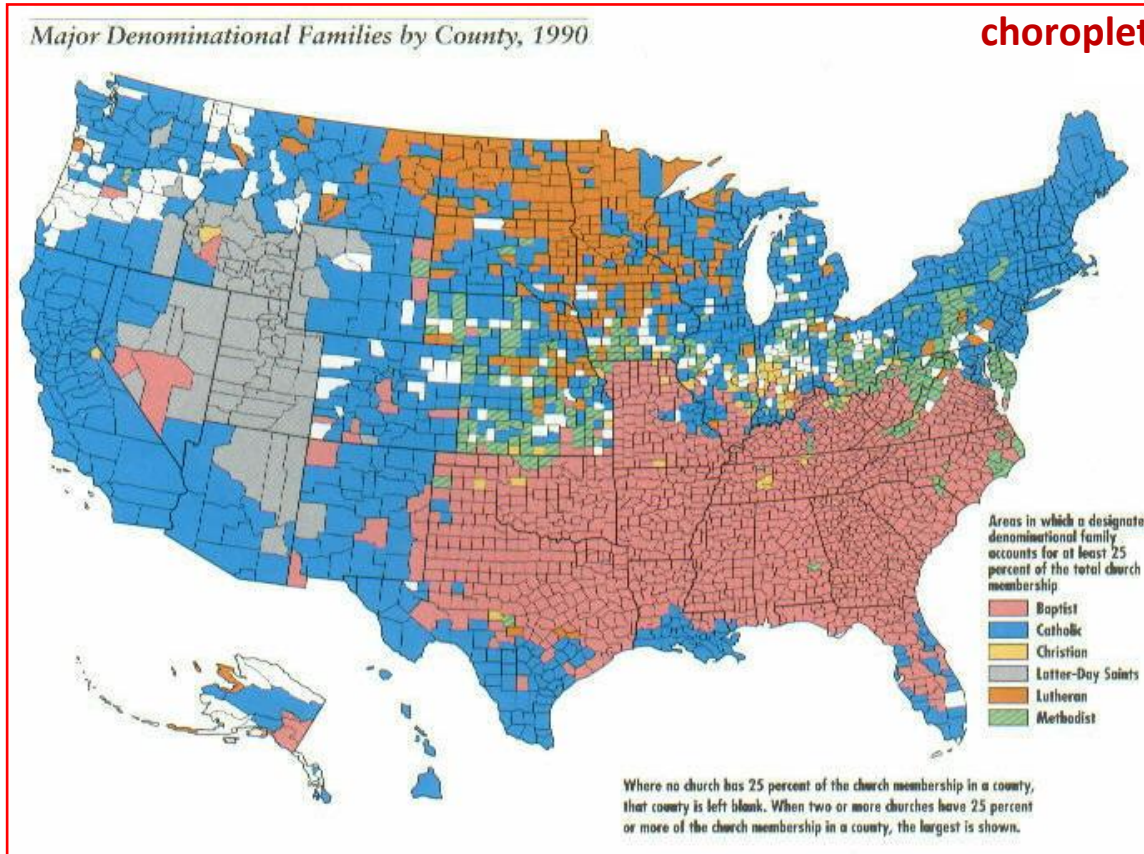 Major Denominational Families by County, 1990
choroplet
Areas in which a designate
denominational family
accounts for at least 25
percent of the total church
membership
Baptist
Catholic
Christian
Latter-Day Saints
Lutheran
Methodist
Where no church has 25 percent of the church membership in a county,
that county is left blank. When two or more churches have 25 percent
or more of the church membership in a county, the largest is shown.